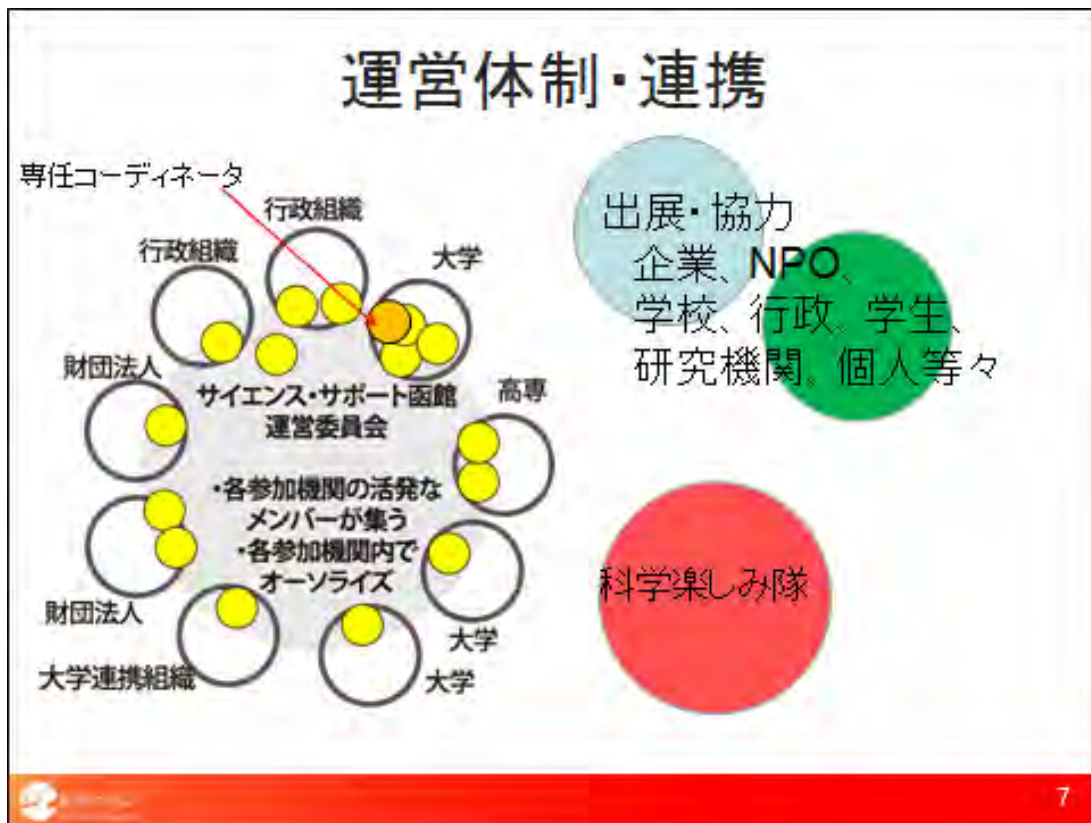 運営体制・連携
専任コーディネータ
行政組織
行政組織
大学
財団法人
高専
サイエンス・サポート函館
運営委員会
・各参加機関の活発な
メンバーが集う
・各参加機関内で
オーソライズ
財団法人
大学連携組織
大学
大学
出展・協力
企業、NPO、
学校、行政。学生、
研究機関。個人等々
科学楽しみ隊
7